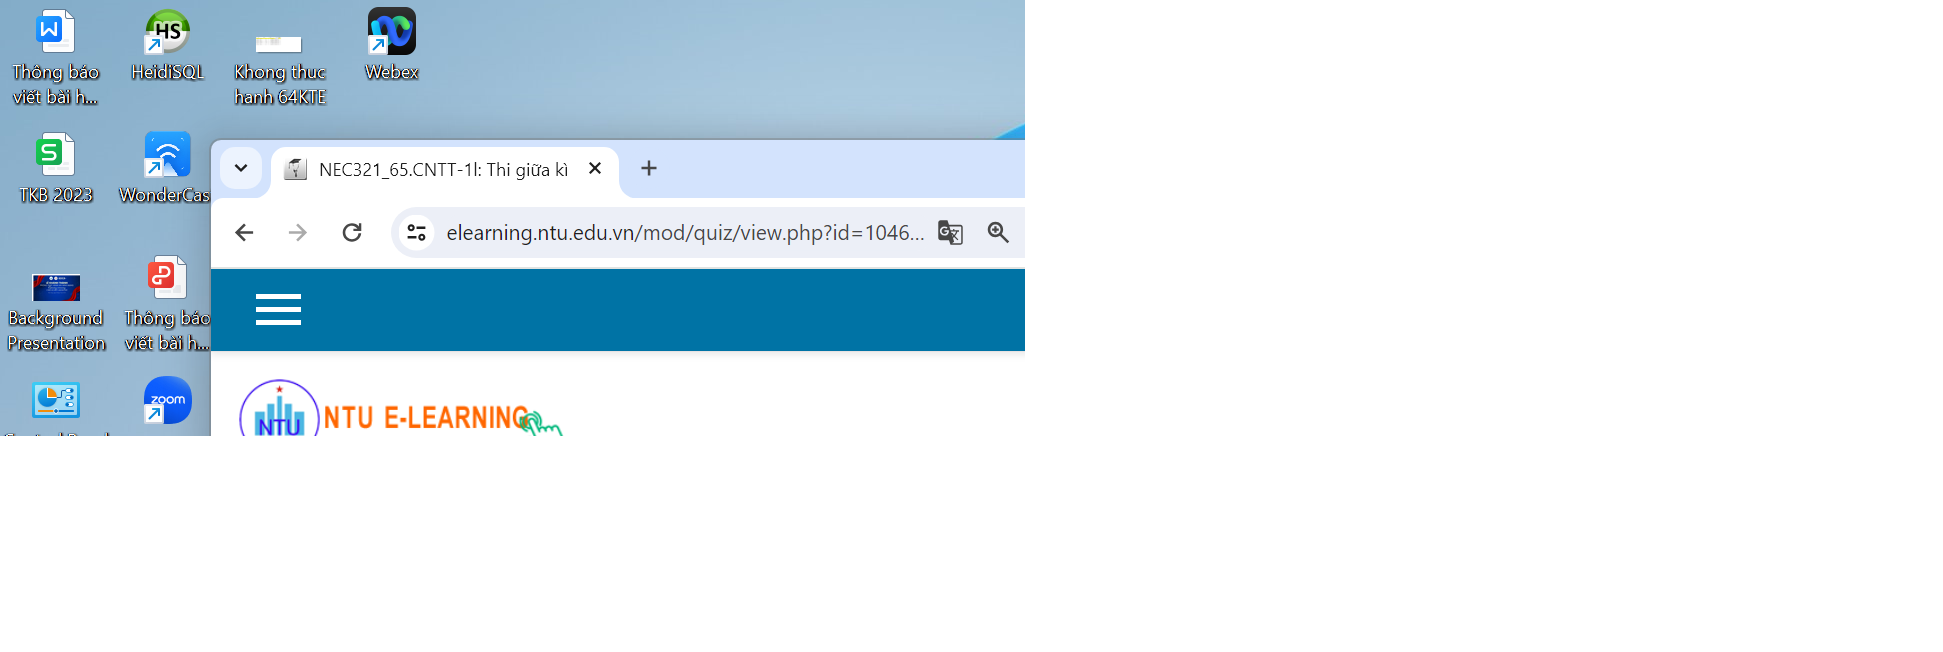 Thông báo
viết bài h...
HeidiSQL
HS
Khong thuc
hanh 64KTE
Webex
TKB 2023
WonderCas
Background
Presentation
Thông báo
viết bài h...
zoom
NEC321_65.CNTT-1l: Thi giữa kì
elearning.ntu.edu.vn/mod/quiz/view.php?id=1046...
NTU
NTU E-LEARNING